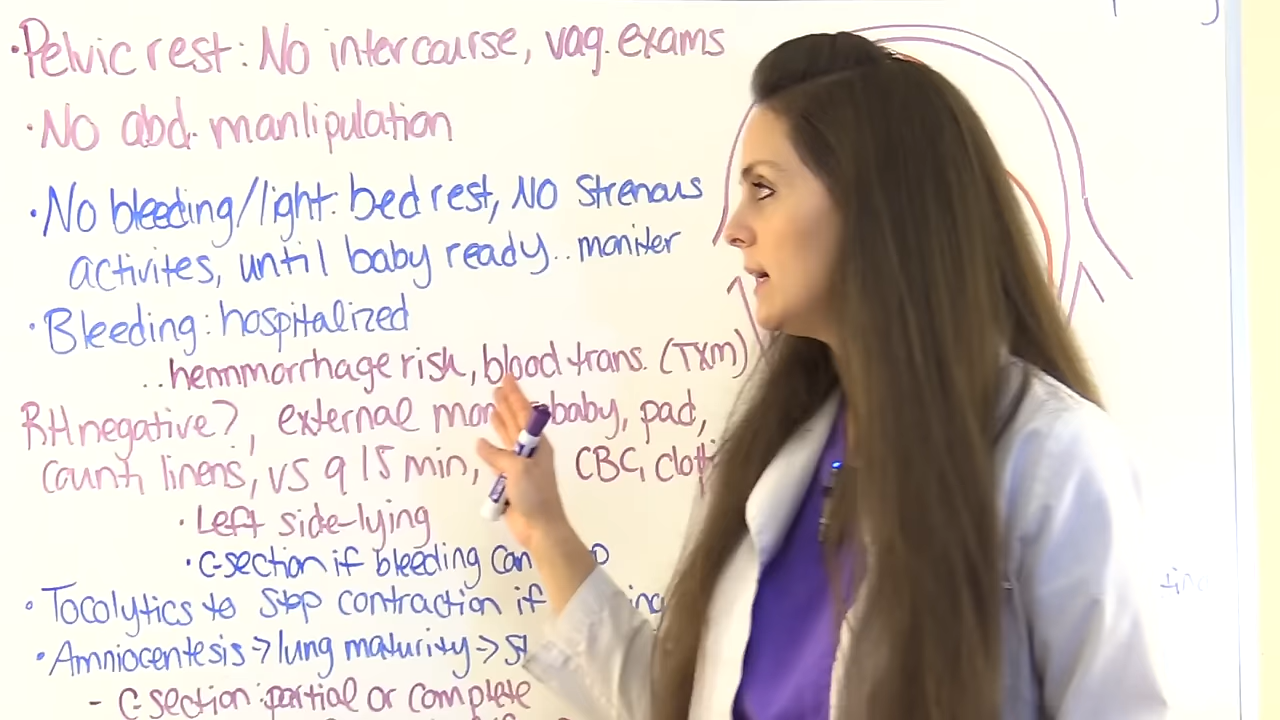 ·Pelvic rest: No intercourse, vag. exams
·No abd. manlipulation
·No bleeding/light: bed rest, NO Strenous
activites, until baby ready.. moniter
·Bleeding: hospitalized
..hemmorrhage risk, blood trans. (TXM)
RH negative?, external mon baby, pad,
count, linens, VS q 15 min, CBC, clott
·Left side-lying
·C-section if bleeding can
·Tocolytics to stop contraction if
·Amniocentesis → lung maturity →
- C-section: partial or complete